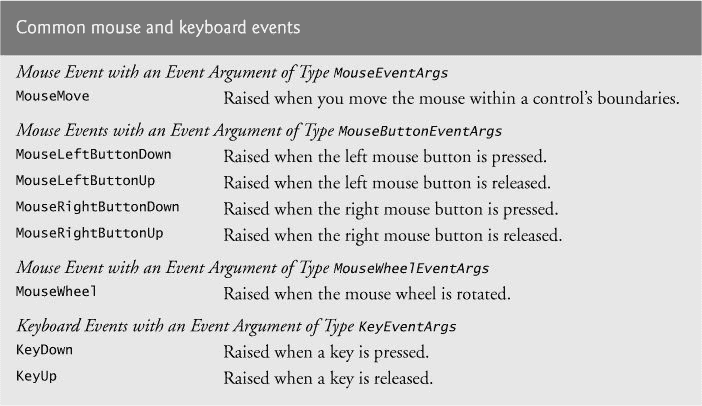 Common mouse and keyboard events
Mouse Event with an Event Argument of Type MouseEventArgs
MouseMove Raised when you move the mouse within a control’s boundaries.
Mouse Events with an Event Argument of Type MouseButtonEventArgs
MouseLeftButtonDown Raised when the left mouse button is pressed.
MouseLeftButtonUp Raised when the left mouse button is released.
MouseRightButtonDown Raised when the right mouse button is pressed.
MouseRightButtonUp Raised when the right mouse button is released.
Mouse Event with an Event Argument of Type MouseWheelEventArgs
MouseWheel Raised when the mouse wheel is rotated.
Keyboard Events with an Event Argument of Type KeyEventArgs
KeyDown Raised when a key is pressed.
KeyUp Raised when a key is released.